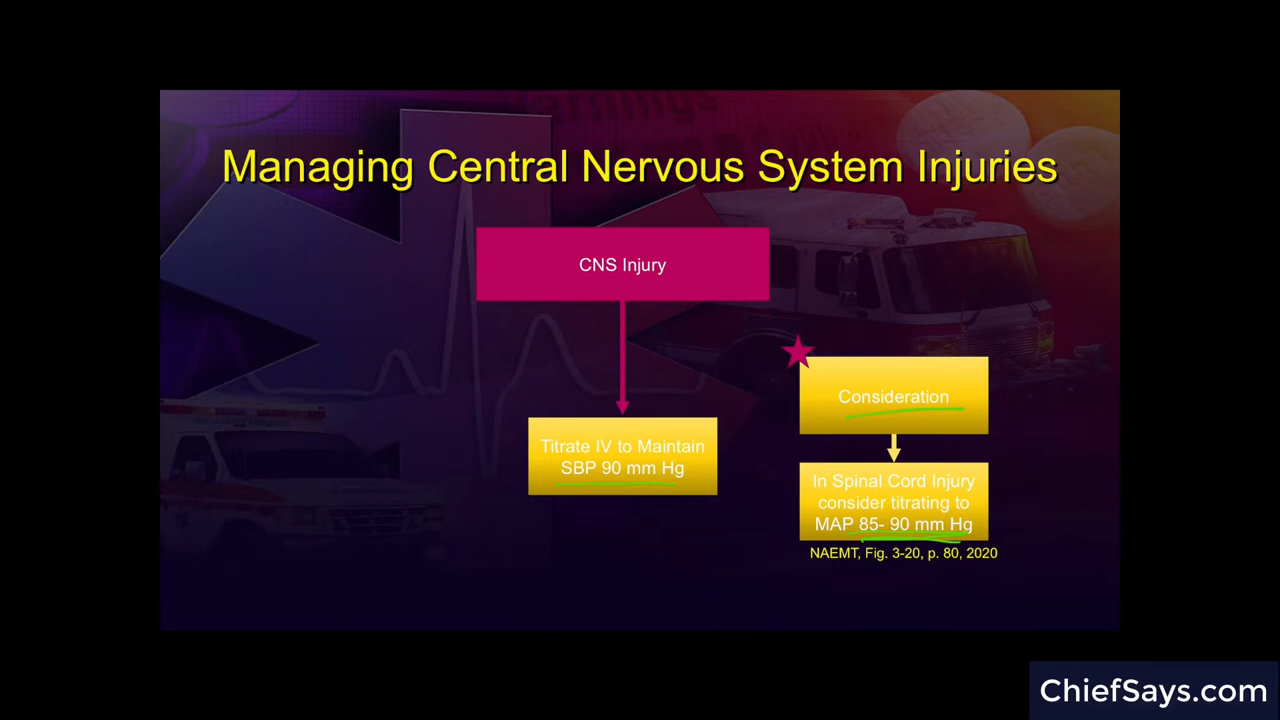 Managing Central Nervous System Injuries
CNS Injury
Titrate IV to Maintain
SBP 90 mm Hg
Consideration
In Spinal Cord Injury
consider titrating to
MAP 85- 90 mm Hg
NAEMT, Fig. 3-20, p. 80, 2020
ChiefSays.com